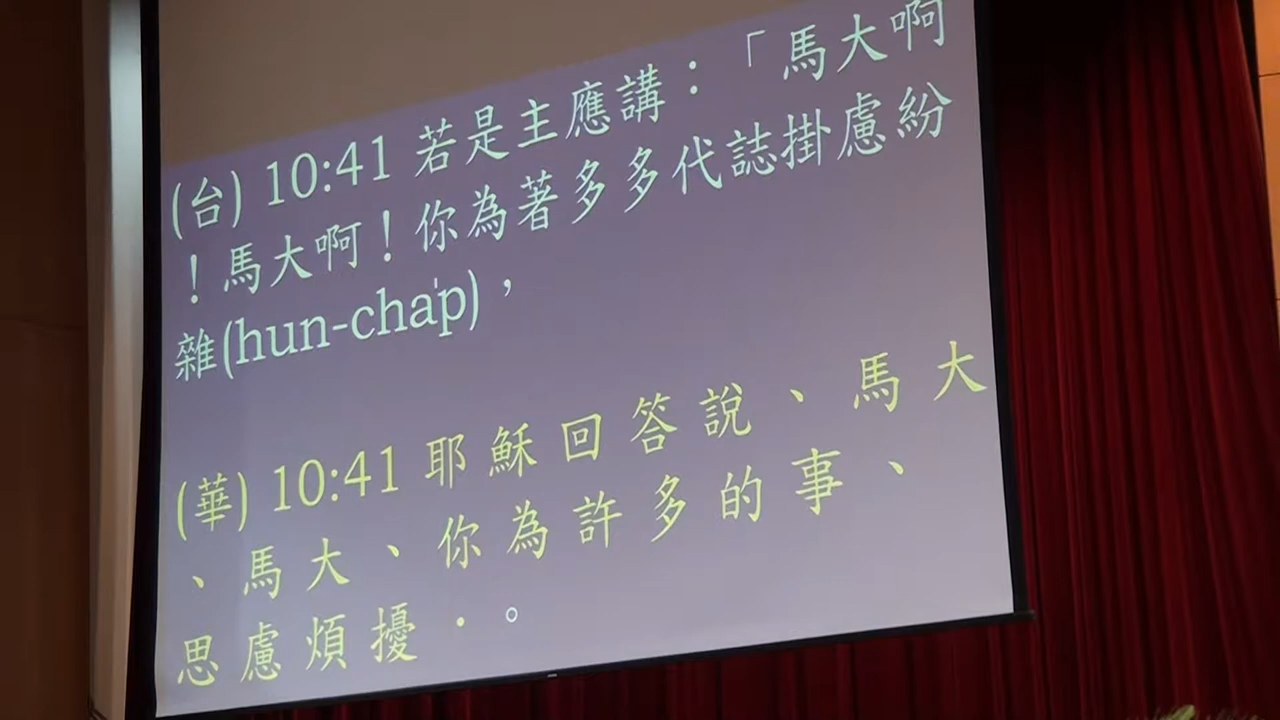 (台) 10:41 若是主應講：「馬大啊
！馬大啊！你為著多多代誌掛慮紛
雜(hun-cha̍p)，
(華) 10:41 耶穌回答說、馬大
、馬大、你為許多的事、
思慮煩擾．。